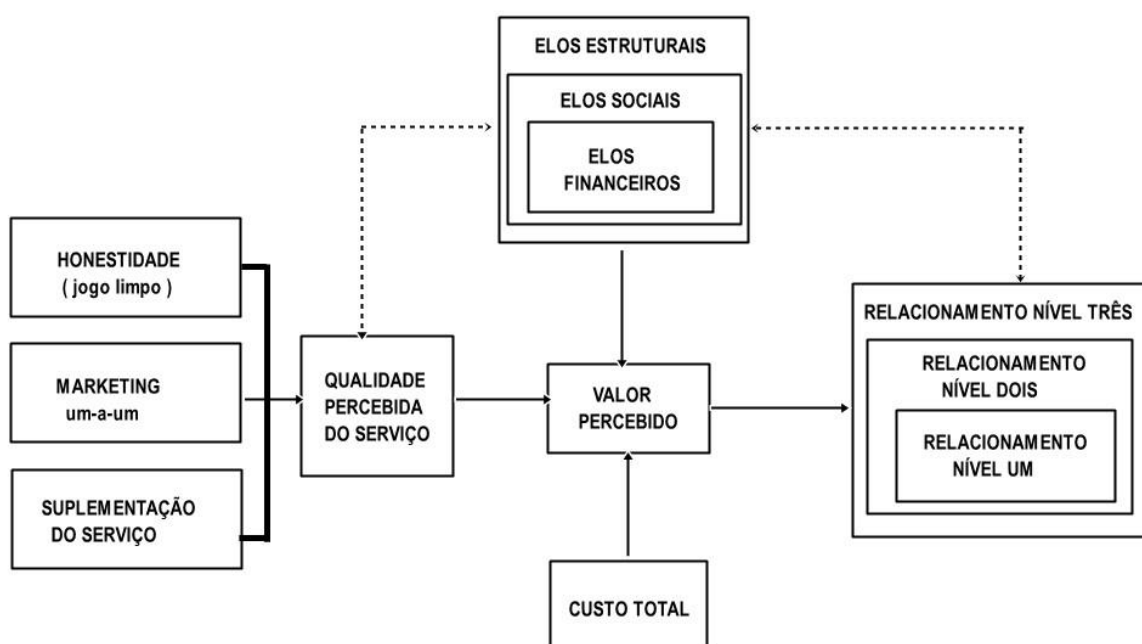 ELOS ESTRUTURAIS
ELOS SOCIAIS
ELOS
FINANCEIROS
HONESTIDADE
( jogo limpo )
MARKETING
um-a-um
SUPLEMENTAÇÃO
DO SERVIÇO
QUALIDADE
PERCEBIDA
DO SERVIÇO
VALOR
PERCEBIDO
CUSTO TOTAL
RELACIONAMENTO NÍVEL TRÊS
RELACIONAMENTO
NÍVEL DOIS
RELACIONAMENTO
NÍVEL UM